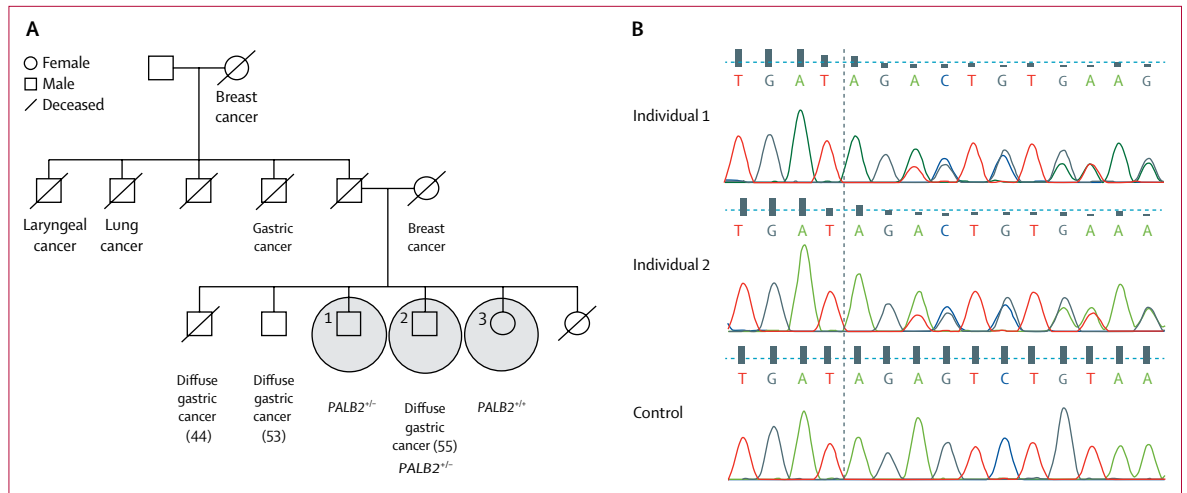 A
Female
Male
Deceased
Breast
cancer
Laryngeal
cancer
Lung
cancer
Gastric
cancer
Breast
cancer
1
2
3
Diffuse
gastric
cancer
(44)
Diffuse
gastric
cancer
(53)
PALB2+/–
Diffuse
gastric
cancer (55)
PALB2+/–
PALB2+/+
B
T G A T A G A C T G T G A A G
Individual 1
T G A T A G A C T G T G A A A
Individual 2
T G A T A G A G T C T G T A A
Control